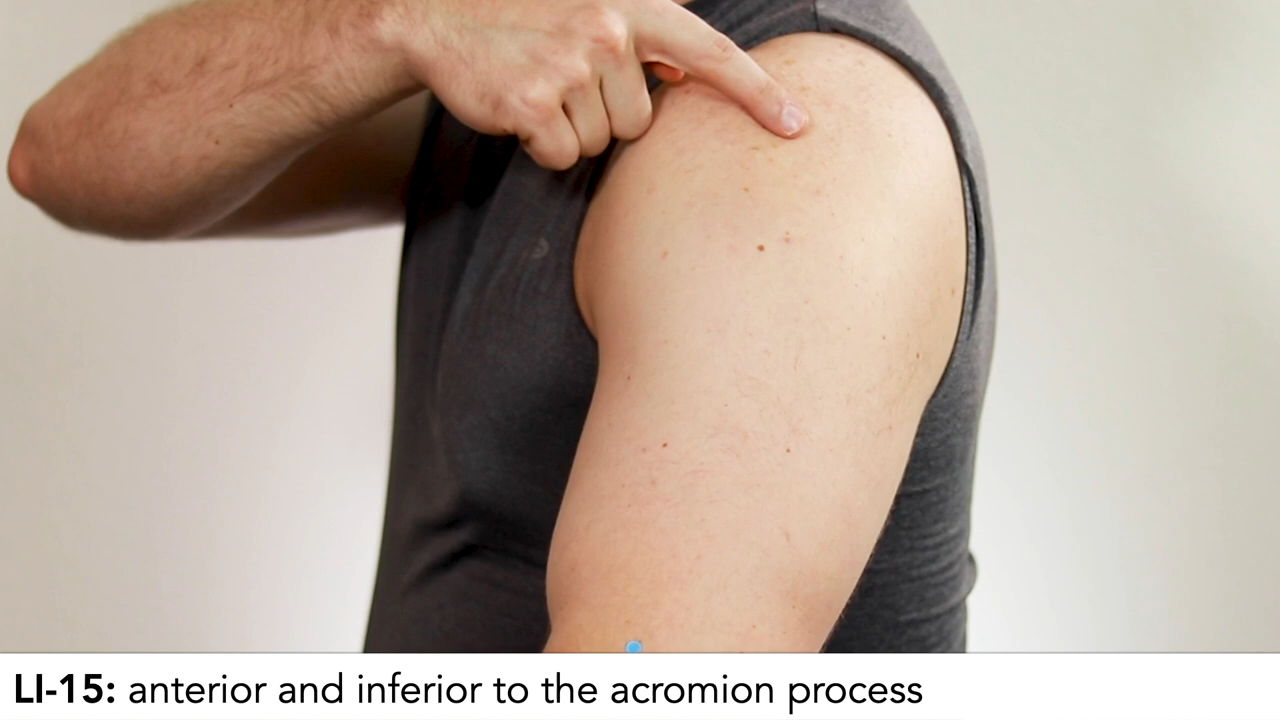 LI-15: anterior and inferior to the acromion process